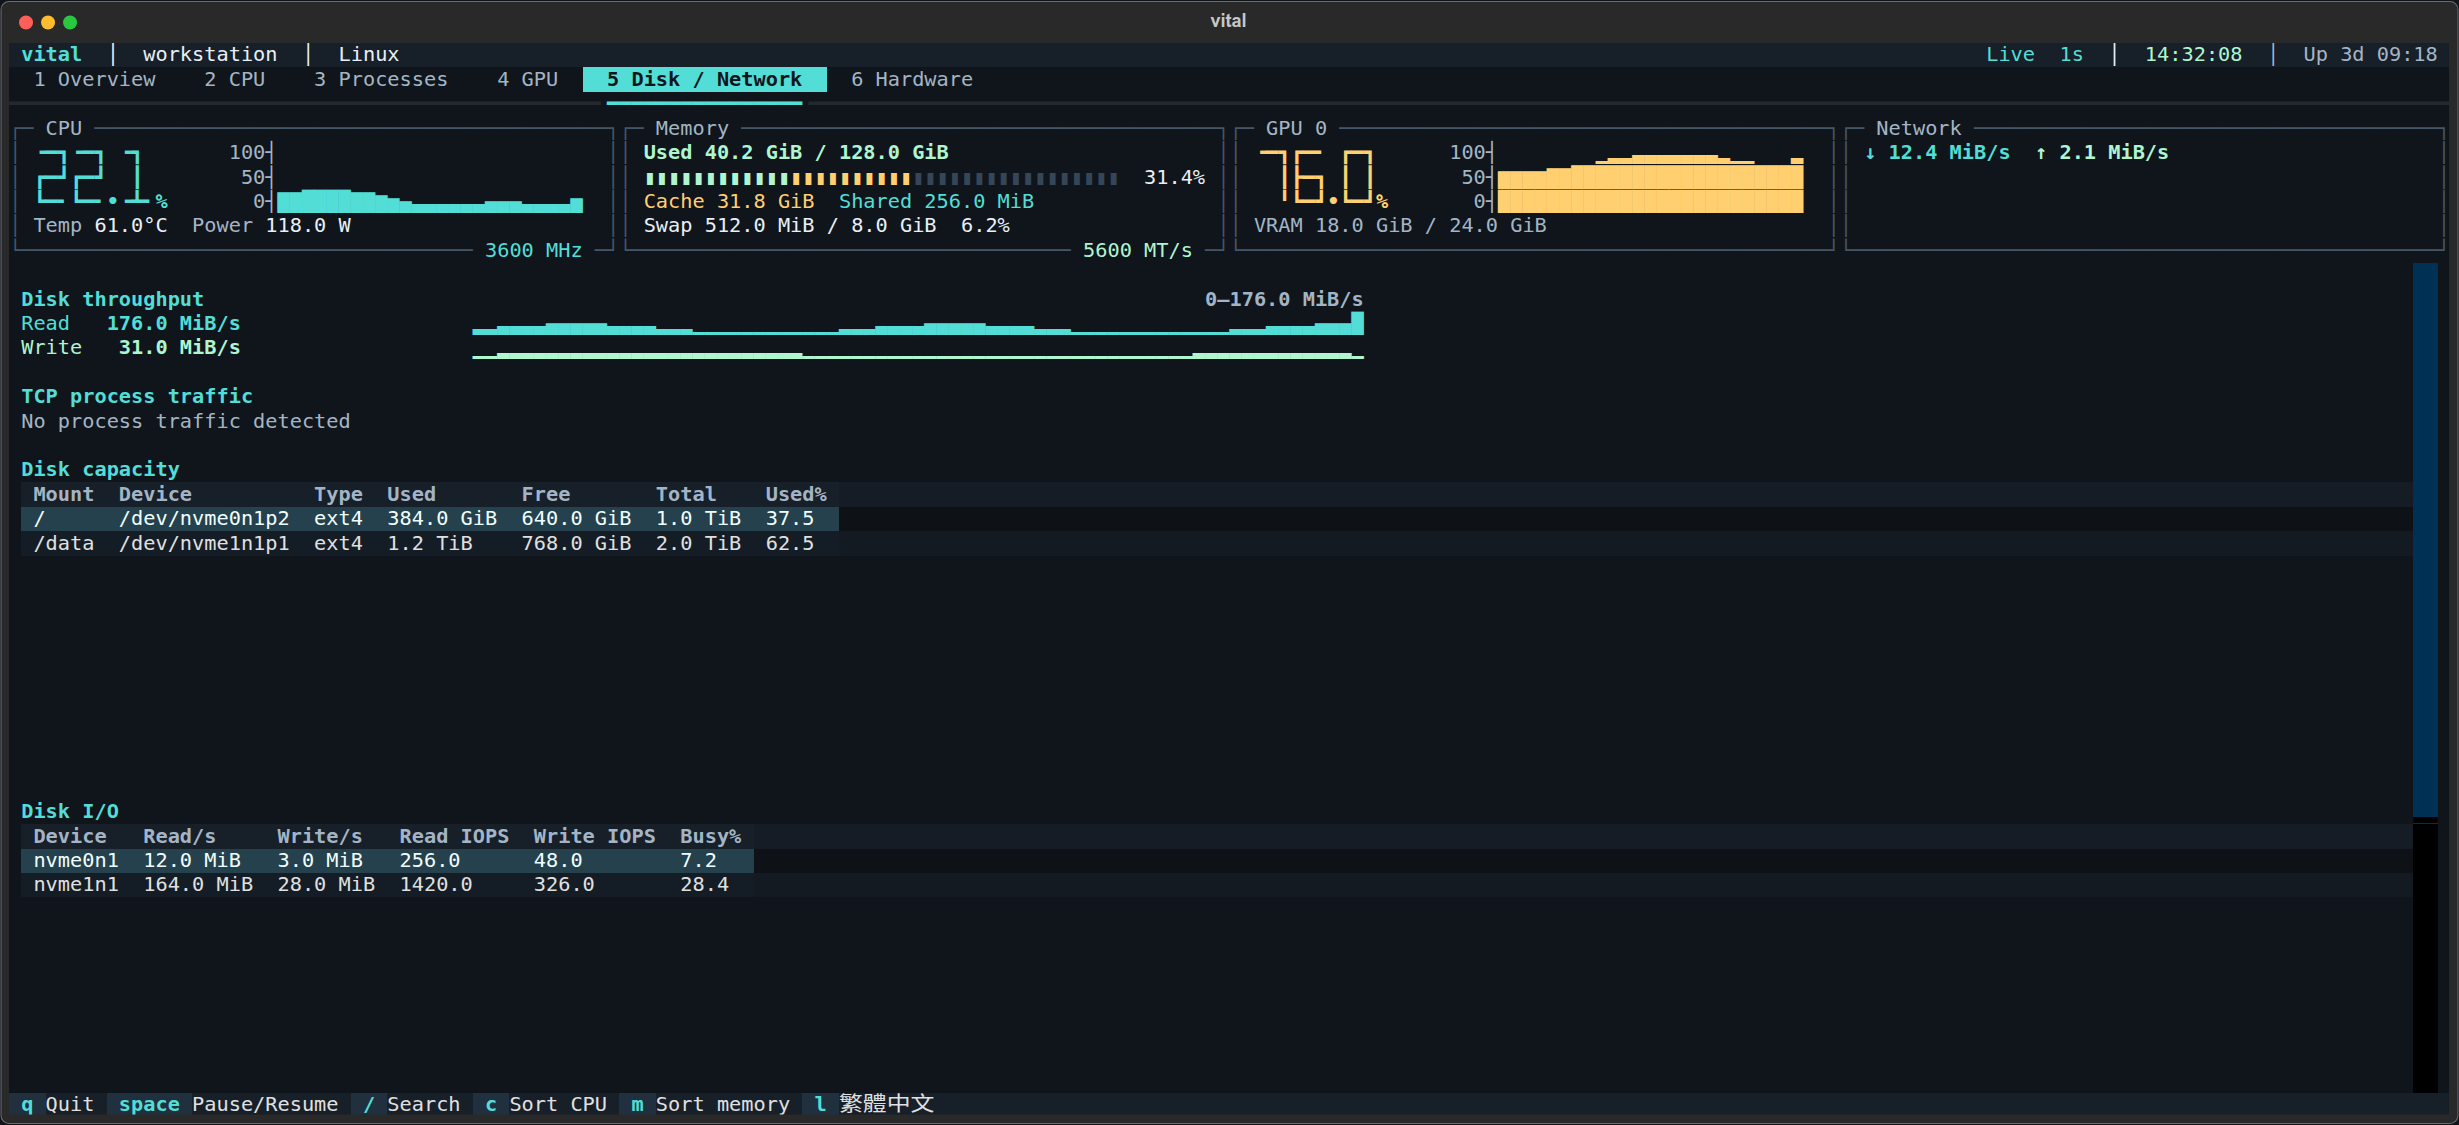 vital
vital │ workstation │ Linux Live 1s │ 14:32:08 │ Up 3d 09:18
1 Overview 2 CPU 3 Processes 4 GPU 5 Disk / Network 6 Hardware
CPU Memory GPU 0 Network
100 Used 40.2 GiB / 128.0 GiB 100 ↓ 12.4 MiB/s ↑ 2.1 MiB/s
22.1% 50 31.4% 76.0% 50
0 Cache 31.8 GiB Shared 256.0 MiB 0
Temp 61.0°C Power 118.0 W Swap 512.0 MiB / 8.0 GiB 6.2% VRAM 18.0 GiB / 24.0 GiB
3600 MHz 5600 MT/s
Disk throughput 0–176.0 MiB/s
Read 176.0 MiB/s
Write 31.0 MiB/s
TCP process traffic
No process traffic detected
Disk capacity
Mount Device Type Used Free Total Used%
/ /dev/nvme0n1p2 ext4 384.0 GiB 640.0 GiB 1.0 TiB 37.5
/data /dev/nvme1n1p1 ext4 1.2 TiB 768.0 GiB 2.0 TiB 62.5
Disk I/O
Device Read/s Write/s Read IOPS Write IOPS Busy%
nvme0n1 12.0 MiB 3.0 MiB 256.0 48.0 7.2
nvme1n1 164.0 MiB 28.0 MiB 1420.0 326.0 28.4
q Quit space Pause/Resume / Search c Sort CPU m Sort memory l 繁體中文